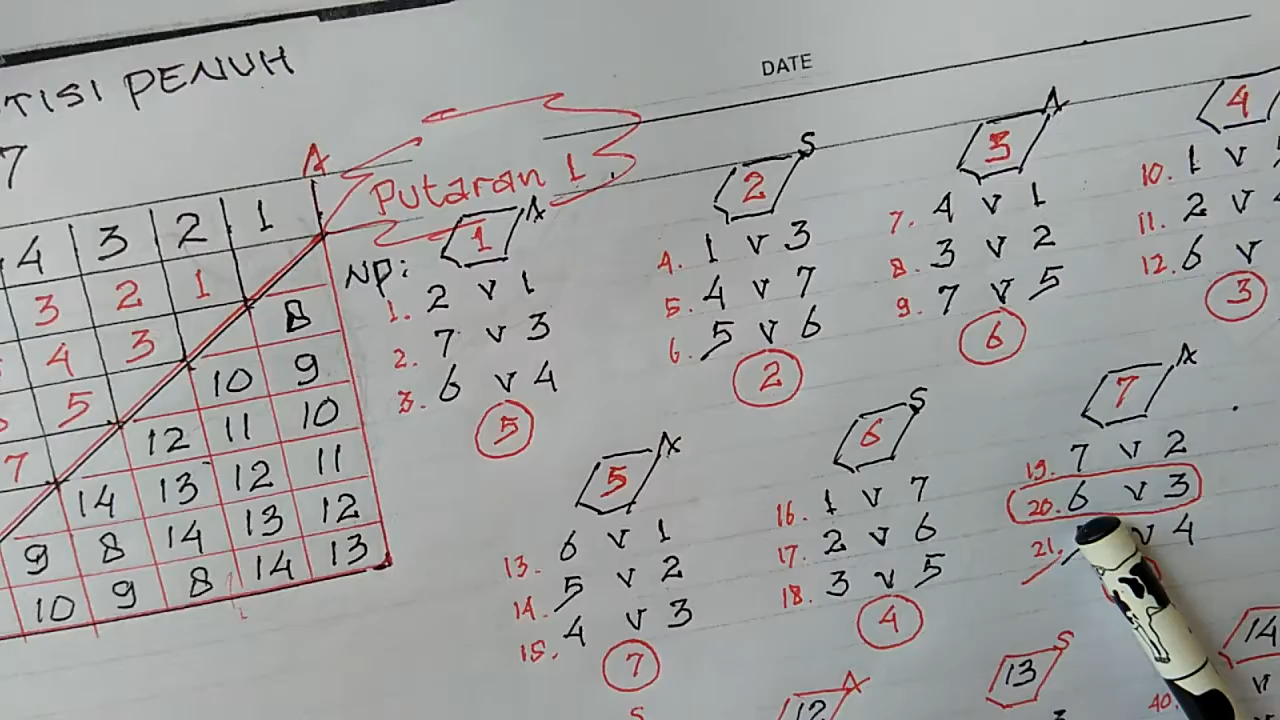 DATE
TISI PENUH
7
A
Putaran 1
4 3 2 1
3 2 1
4 3 8
5 10 9
7 12 11 10
14 13 12 11
9 8 14 13 12
10 9 8 14 13
NP:
1 A
1. 2 v 1
2. 7 v 3
3. 6 v 4
5
2 S
4. 1 v 3
5. 4 v 7
6. 5 v 6
2
3 A
7. 4 v 1
8. 3 v 2
9. 7 v 5
6
4
10. 1 v
11. 2 v
12. 6 v
3
5 A
13. 6 v 1
14. 5 v 2
15. 4 v 3
7
6 S
16. 1 v 7
17. 2 v 6
18. 3 v 5
4
7 A
19. 7 v 2
20. 6 v 3
21. v 4
S
12 A
13 S
14
40. v